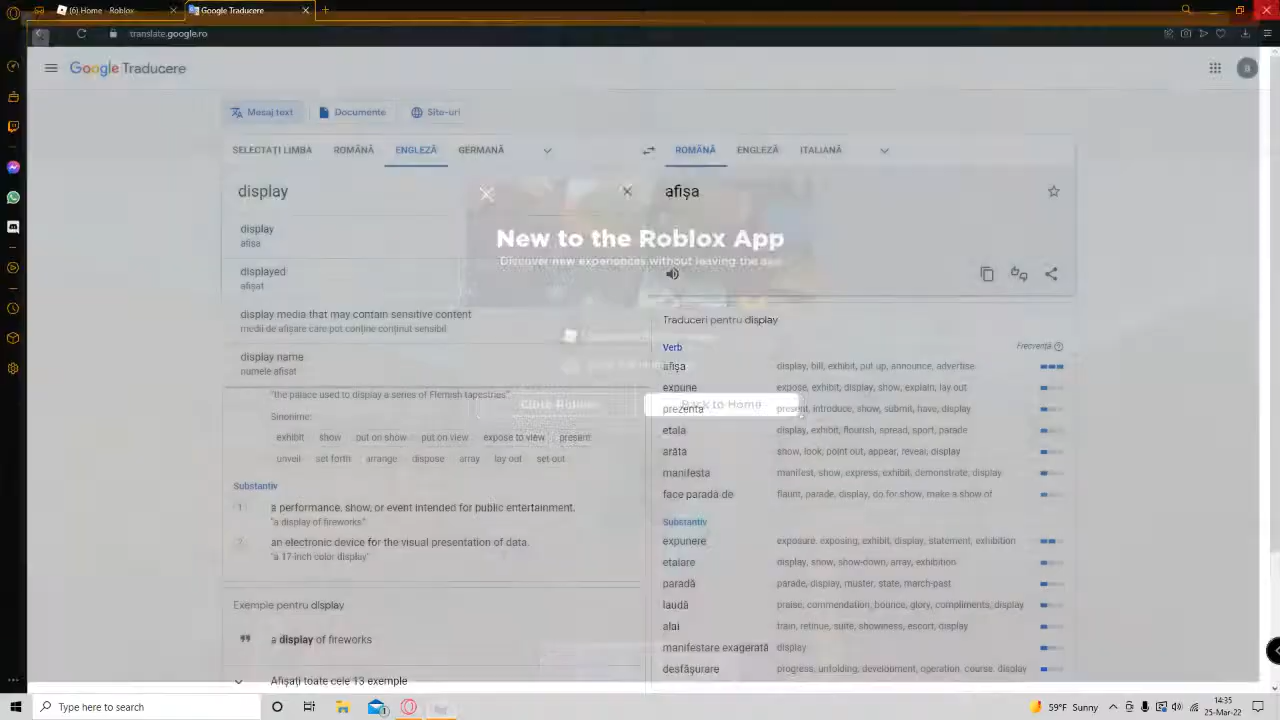 (6) Home - Roblox
Google Traducere
translate.google.ro
Google Traducere
Mesaj text
Documente
Site-uri
SELECTAȚI LIMBA
ROMÂNĂ
ENGLEZĂ
GERMANĂ
ROMÂNĂ
ENGLEZĂ
ITALIANĂ
display
afișa
display
afișa
displayed
afișat
display media that may contain sensitive content
medii de afișare care pot conține conținut sensibil
display name
numele afișat
New to the Roblox App
Discover new experiences without leaving the app
Close Roblox
Back to Home
"the palace used to display a series of Flemish tapestries"
Sinonime:
exhibit show put on show put on view expose to view present
unveil set forth arrange dispose array lay out set out
Substantiv
1 a performance, show, or event intended for public entertainment.
"a display of fireworks"
2 an electronic device for the visual presentation of data.
"a 17-inch color display"
Exemple pentru display
a display of fireworks
Afișați toate cele 13 exemple
Traduceri pentru display
Verb
Frecvență
afișa display, bill, exhibit, put up, announce, advertise
expune expose, exhibit, display, show, explain, lay out
prezenta present, introduce, show, submit, have, display
etala display, exhibit, flourish, spread, sport, parade
arăta show, look, point out, appear, reveal, display
manifesta manifest, show, express, exhibit, demonstrate, display
face paradă de flaunt, parade, display, do for show, make a show of
Substantiv
expunere exposure, exposing, exhibit, display, statement, exhibition
etalare display, show, show-down, array, exhibition
paradă parade, display, muster, state, march-past
laudă praise, commendation, bounce, glory, compliments, display
alai train, retinue, suite, showiness, escort, display
manifestare exagerată display
desfășurare progress, unfolding, development, operation, course, display
Type here to search
59°F Sunny
14:35
25-Mar-22